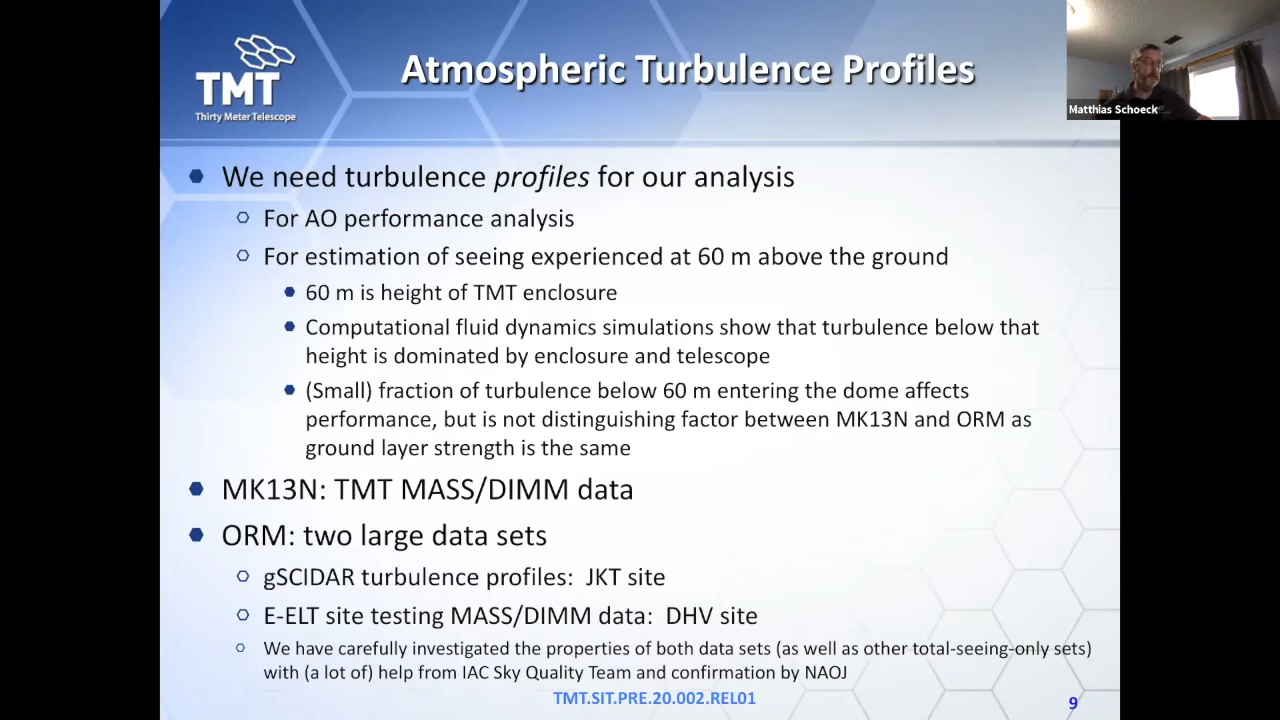 TMT
Thirty Meter Telescope
Atmospheric Turbulence Profiles
Matthias Schoeck
We need turbulence profiles for our analysis
For AO performance analysis
For estimation of seeing experienced at 60 m above the ground
60 m is height of TMT enclosure
Computational fluid dynamics simulations show that turbulence below that
height is dominated by enclosure and telescope
(Small) fraction of turbulence below 60 m entering the dome affects
performance, but is not distinguishing factor between MK13N and ORM as
ground layer strength is the same
MK13N: TMT MASS/DIMM data
ORM: two large data sets
gSCIDAR turbulence profiles: JKT site
E-ELT site testing MASS/DIMM data: DHV site
We have carefully investigated the properties of both data sets (as well as other total-seeing-only sets)
with (a lot of) help from IAC Sky Quality Team and confirmation by NAOJ
TMT.SIT.PRE.20.002.REL01
9